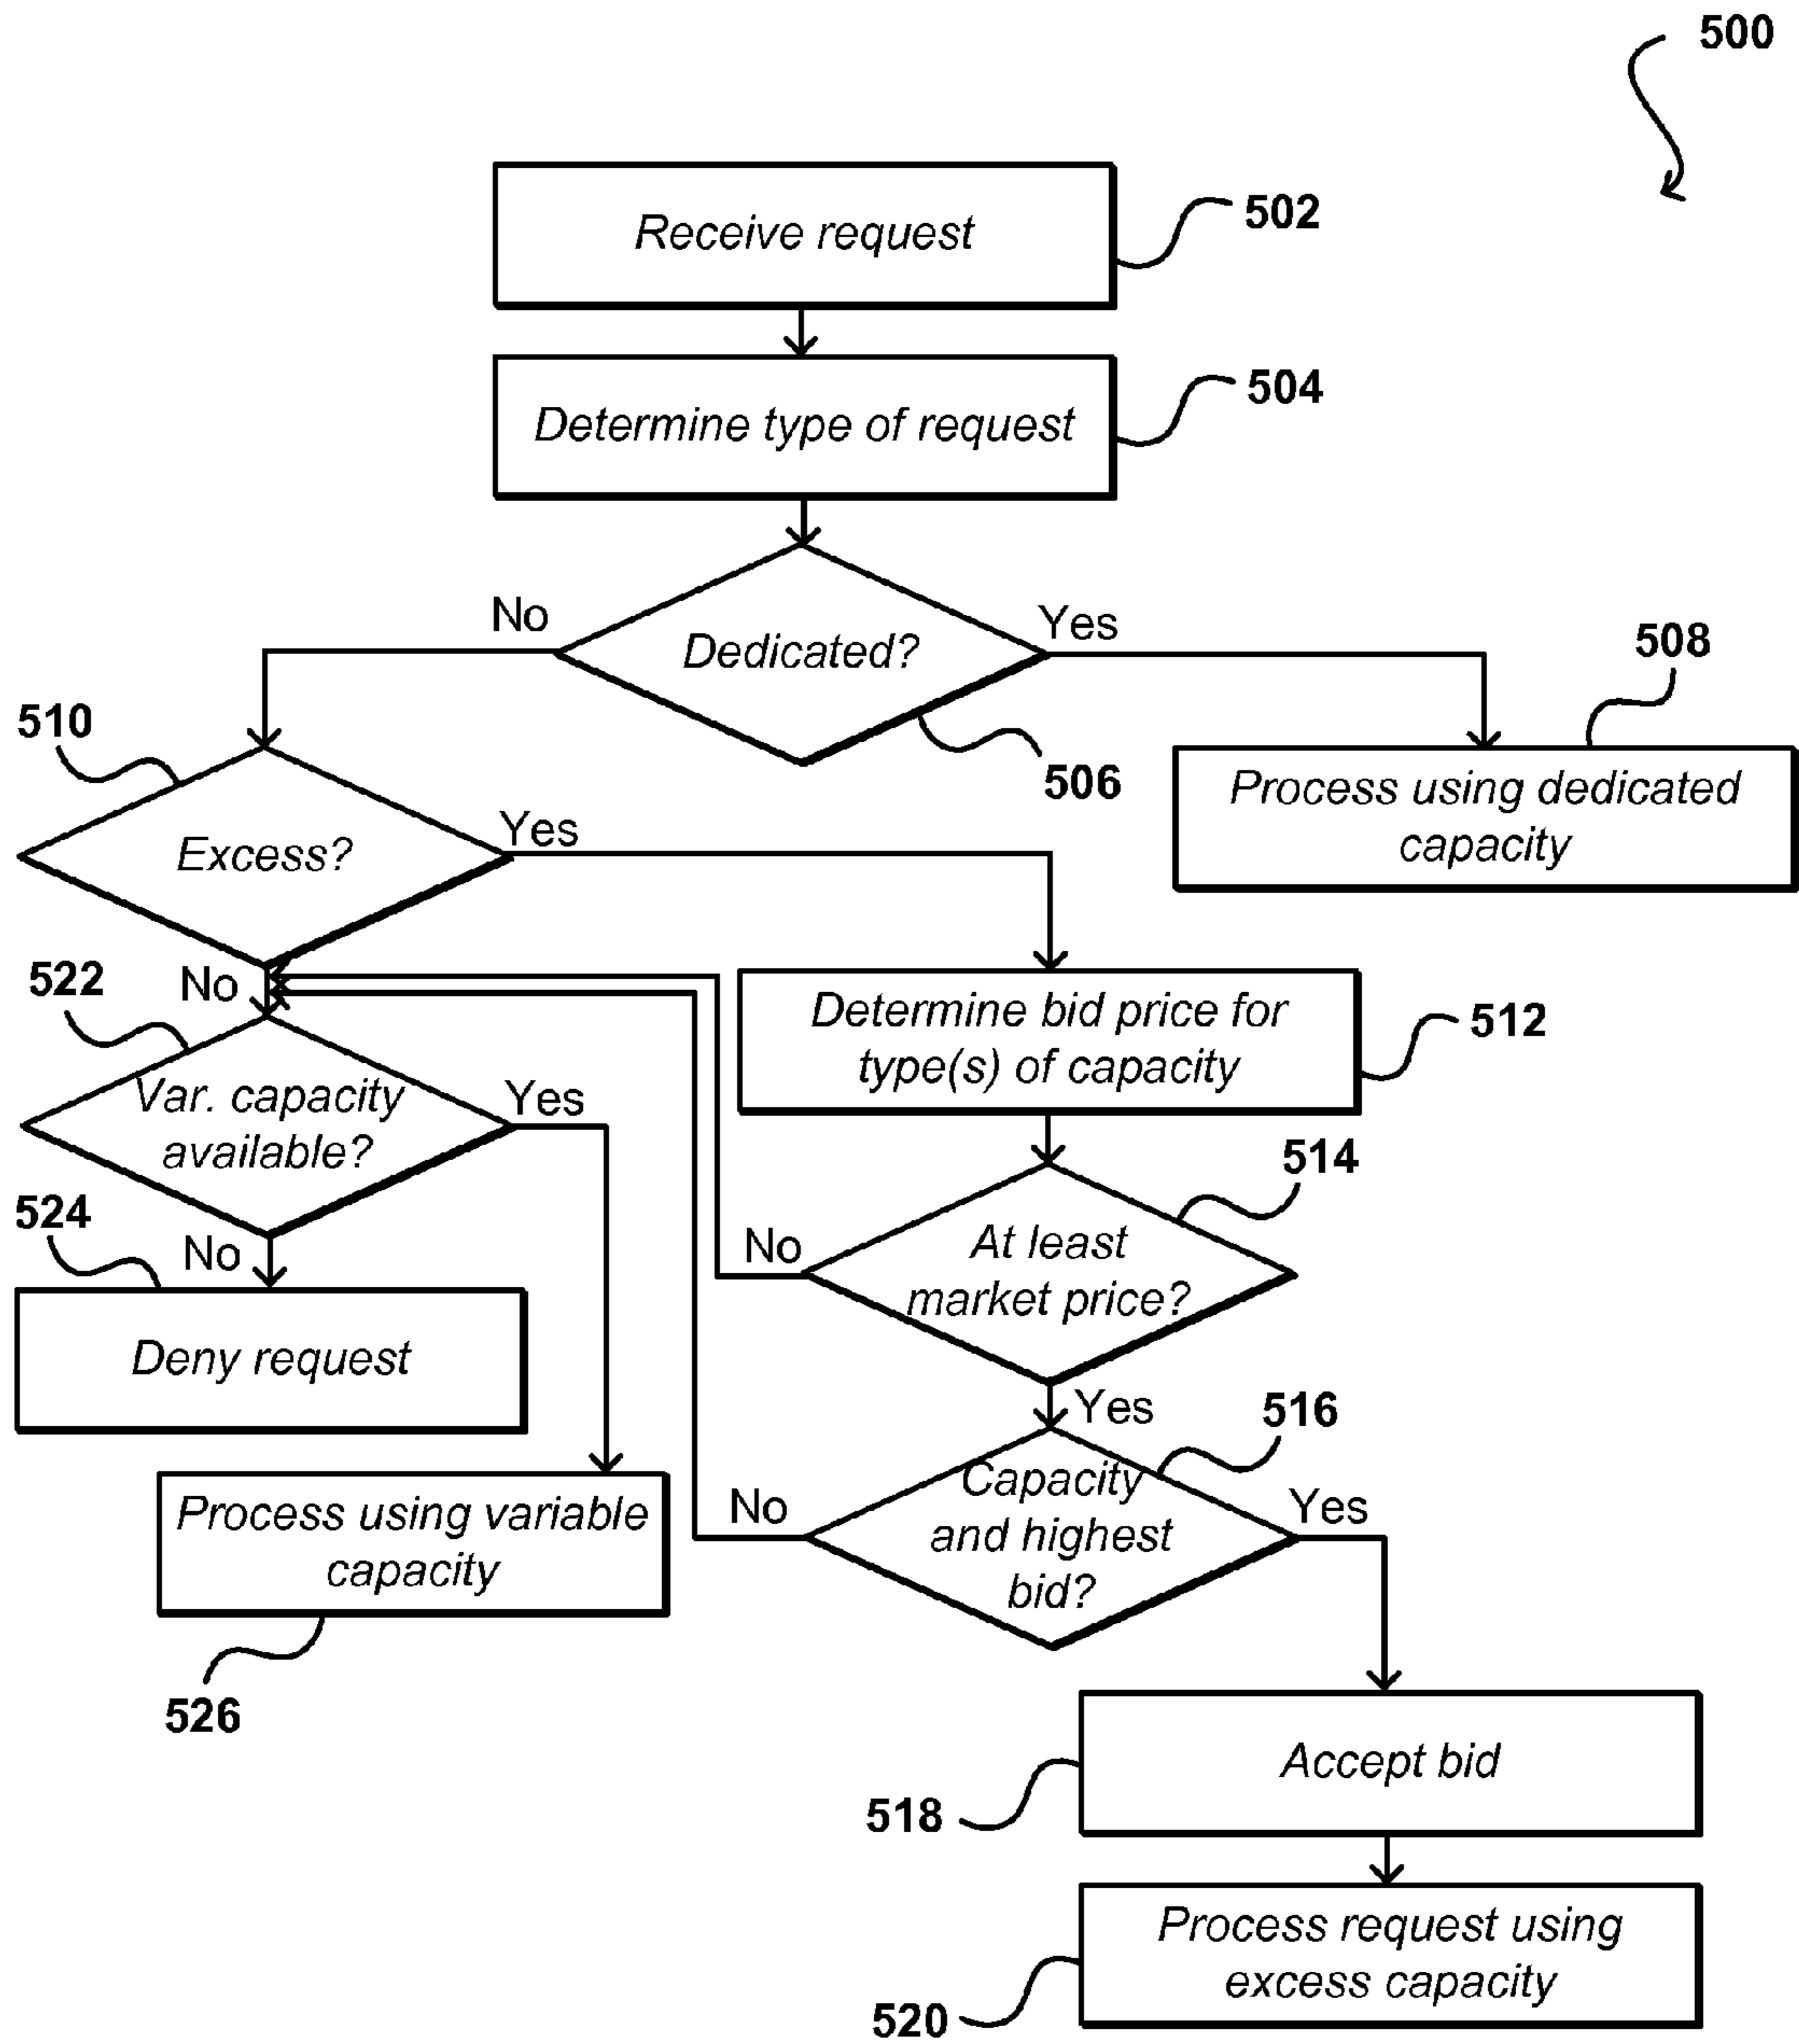 500
Receive request
502
Determine type of request
504
No
Yes
Dedicated?
506
508
Process using dedicated
capacity
510
Excess?
Yes
No
522
Determine bid price for
type(s) of capacity
512
Var. capacity
available?
Yes
No
514
At least
market price?
No
Yes
524
Deny request
516
Capacity
and highest
bid?
No
Yes
Process using variable
capacity
526
Accept bid
518
Process request using
excess capacity
520